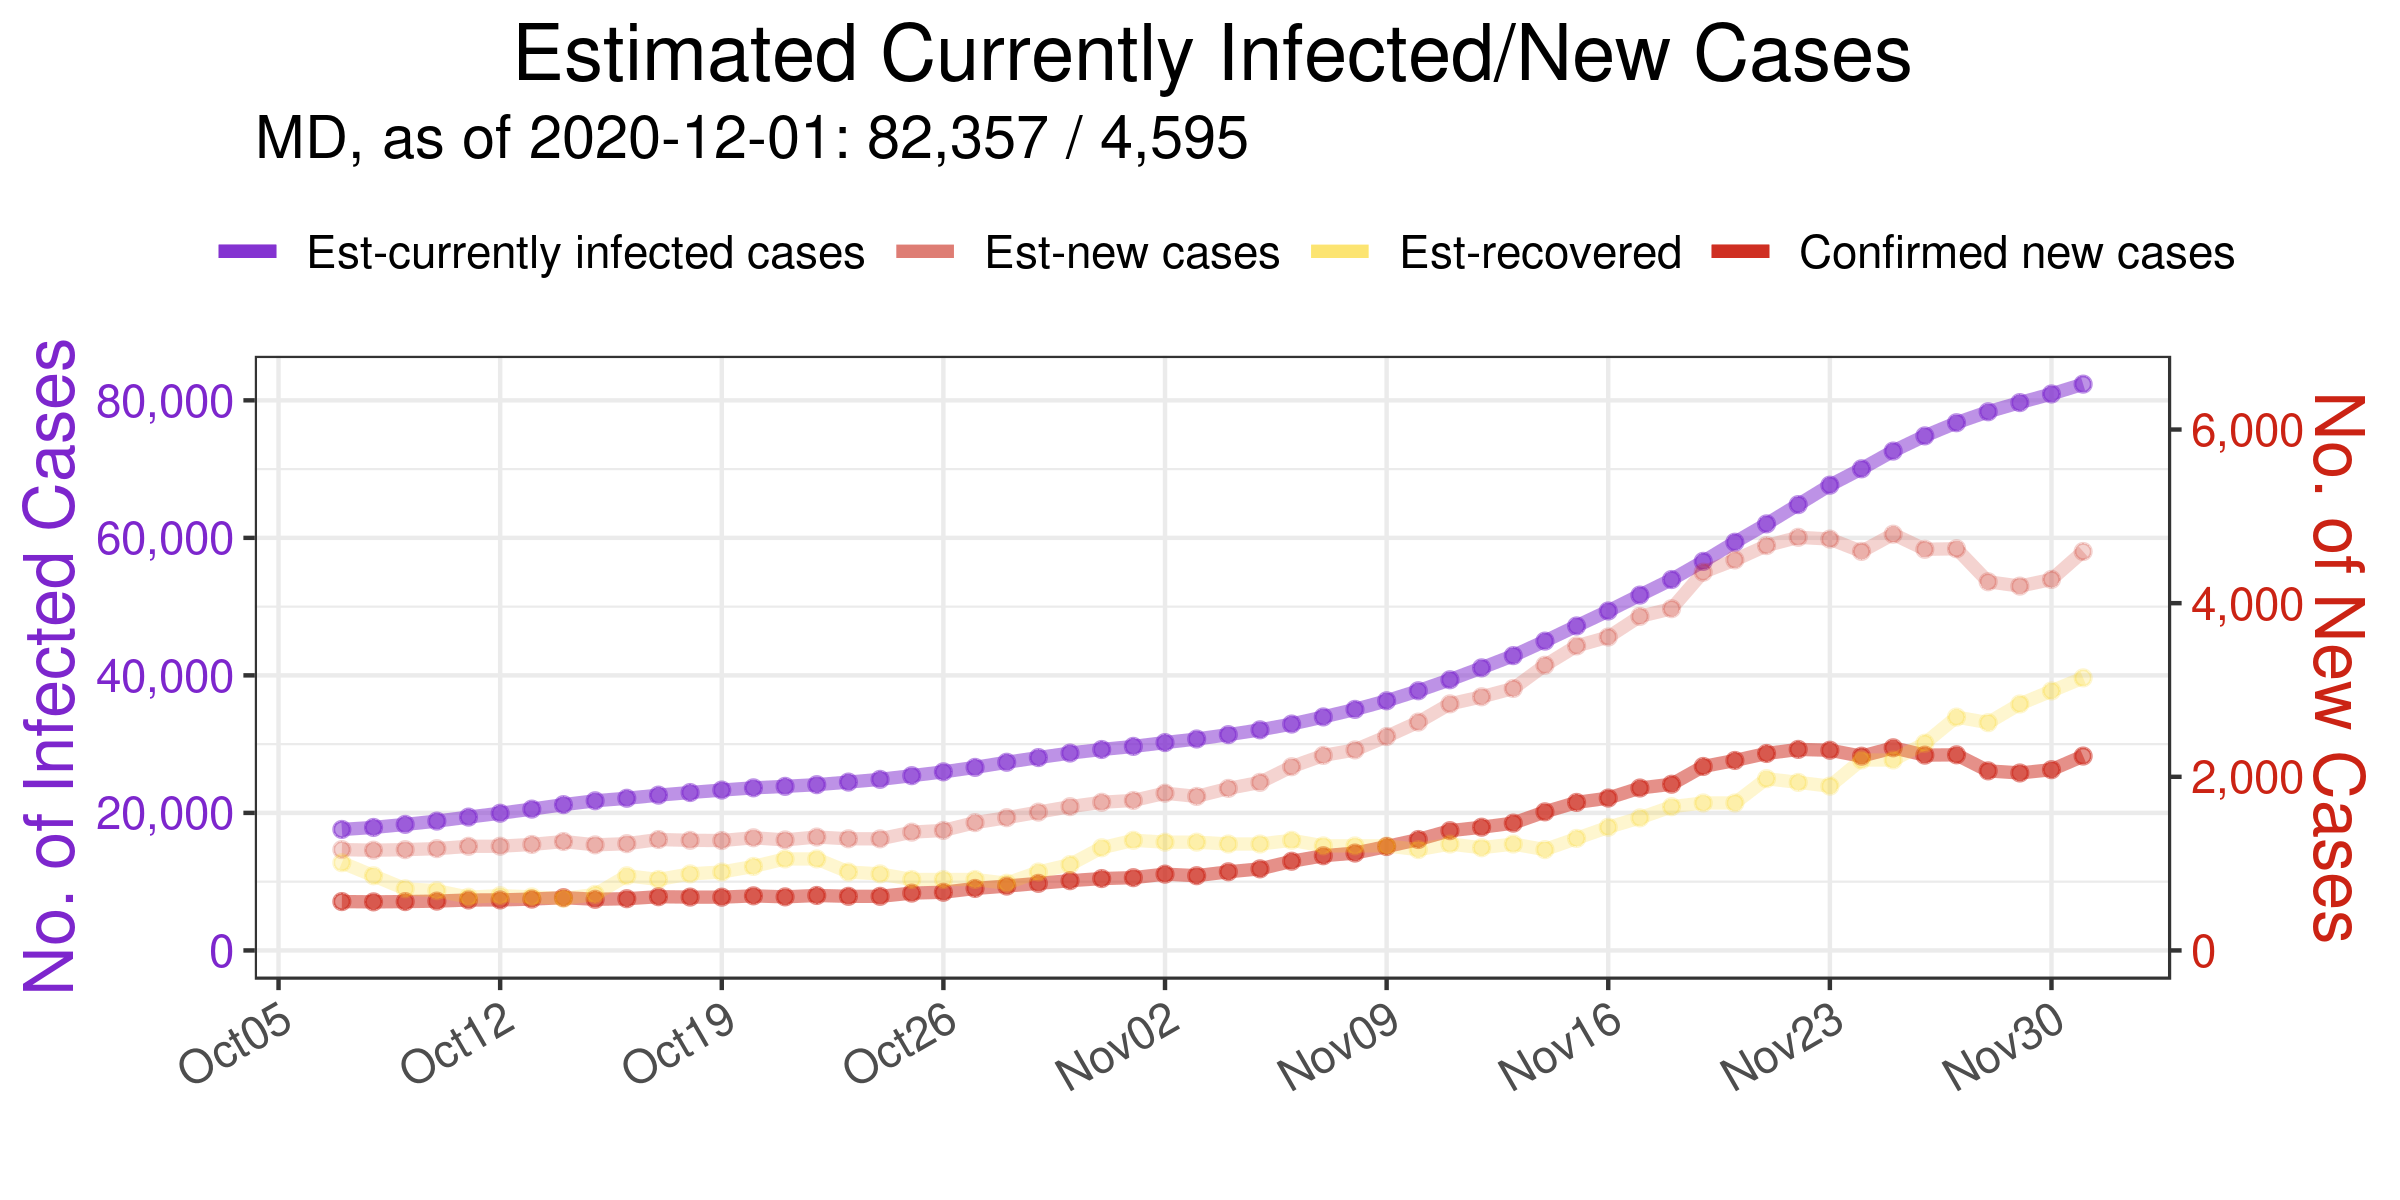 Estimated Currently Infected/New Cases
MD, as of 2020-12-01: 82,357 / 4,595
Est-currently infected cases Est-new cases Est-recovered Confirmed new cases
No. of Infected Cases
80,000
60,000
40,000
20,000
0
6,000
4,000
2,000
0
No. of New Cases
Oct05 Oct12 Oct19 Oct26 Nov02 Nov09 Nov16 Nov23 Nov30